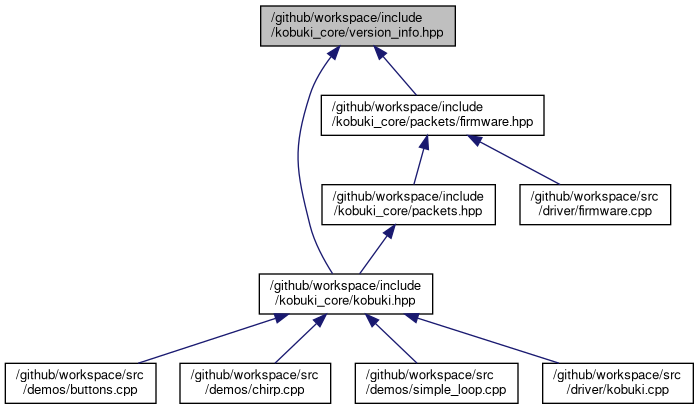 /github/workspace/include
/kobuki_core/version_info.hpp
/github/workspace/include
/kobuki_core/packets/firmware.hpp
/github/workspace/include
/kobuki_core/packets.hpp
/github/workspace/src
/driver/firmware.cpp
/github/workspace/include
/kobuki_core/kobuki.hpp
/github/workspace/src
/demos/buttons.cpp
/github/workspace/src
/demos/chirp.cpp
/github/workspace/src
/demos/simple_loop.cpp
/github/workspace/src
/driver/kobuki.cpp